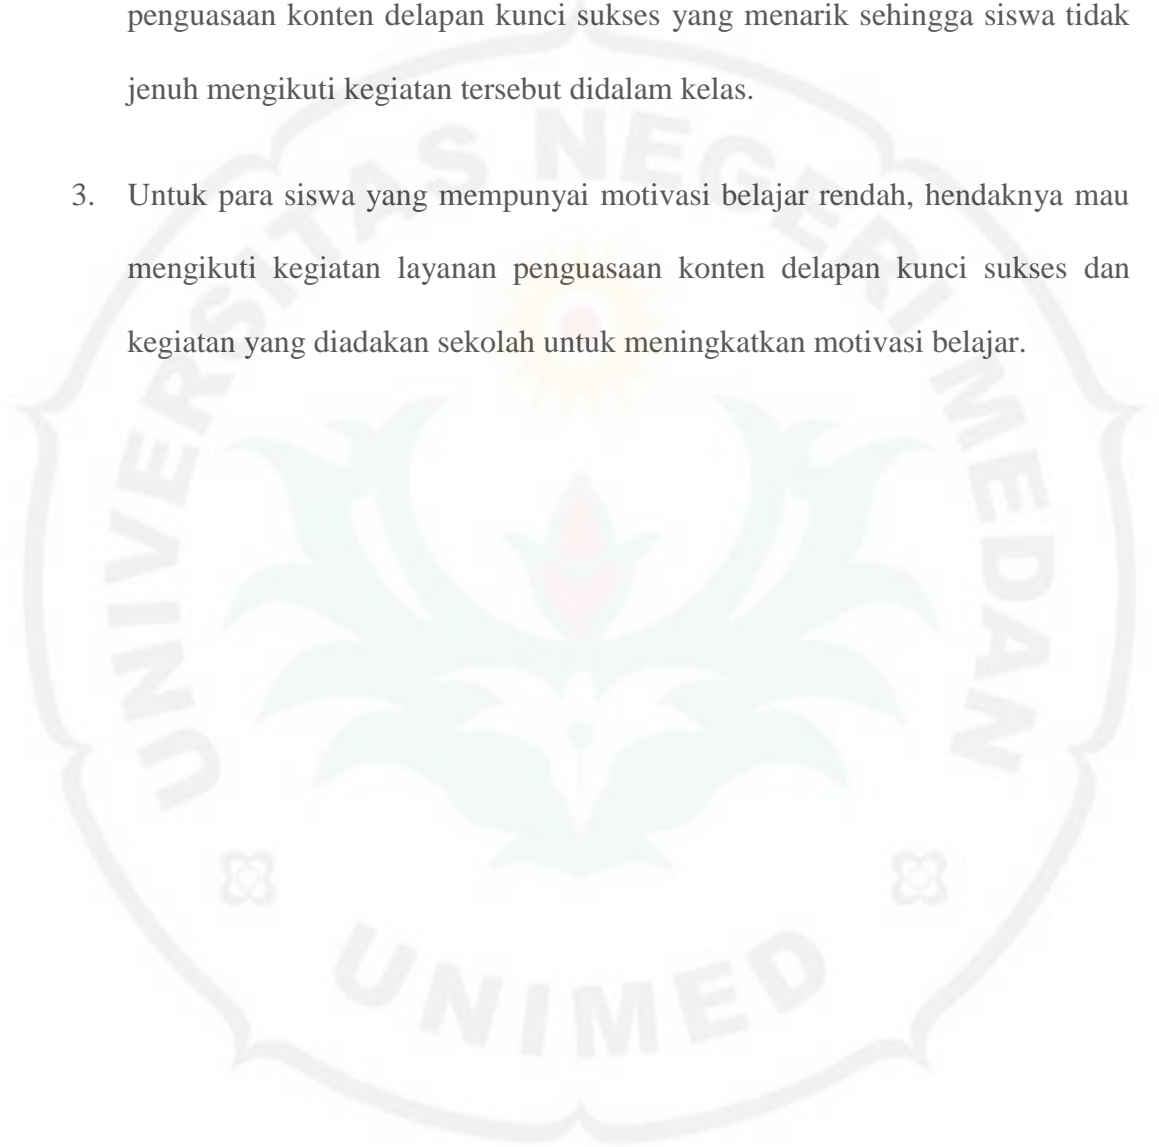 penguasaan konten delapan kunci sukses yang menarik sehingga siswa tidak
jenuh mengikuti kegiatan tersebut didalam kelas.
3. Untuk para siswa yang mempunyai motivasi belajar rendah, hendaknya mau
mengikuti kegiatan layanan penguasaan konten delapan kunci sukses dan
kegiatan yang diadakan sekolah untuk meningkatkan motivasi belajar.
UNIVERSITAS NEGERI MEDAN
UNIMED